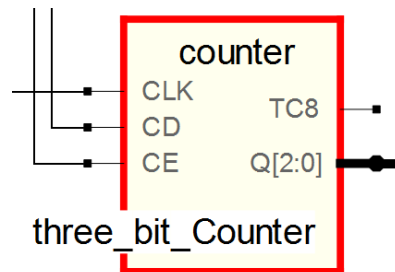 counter
CLK
TC8
CD
CE
Q[2:0]
three_bit_Counter